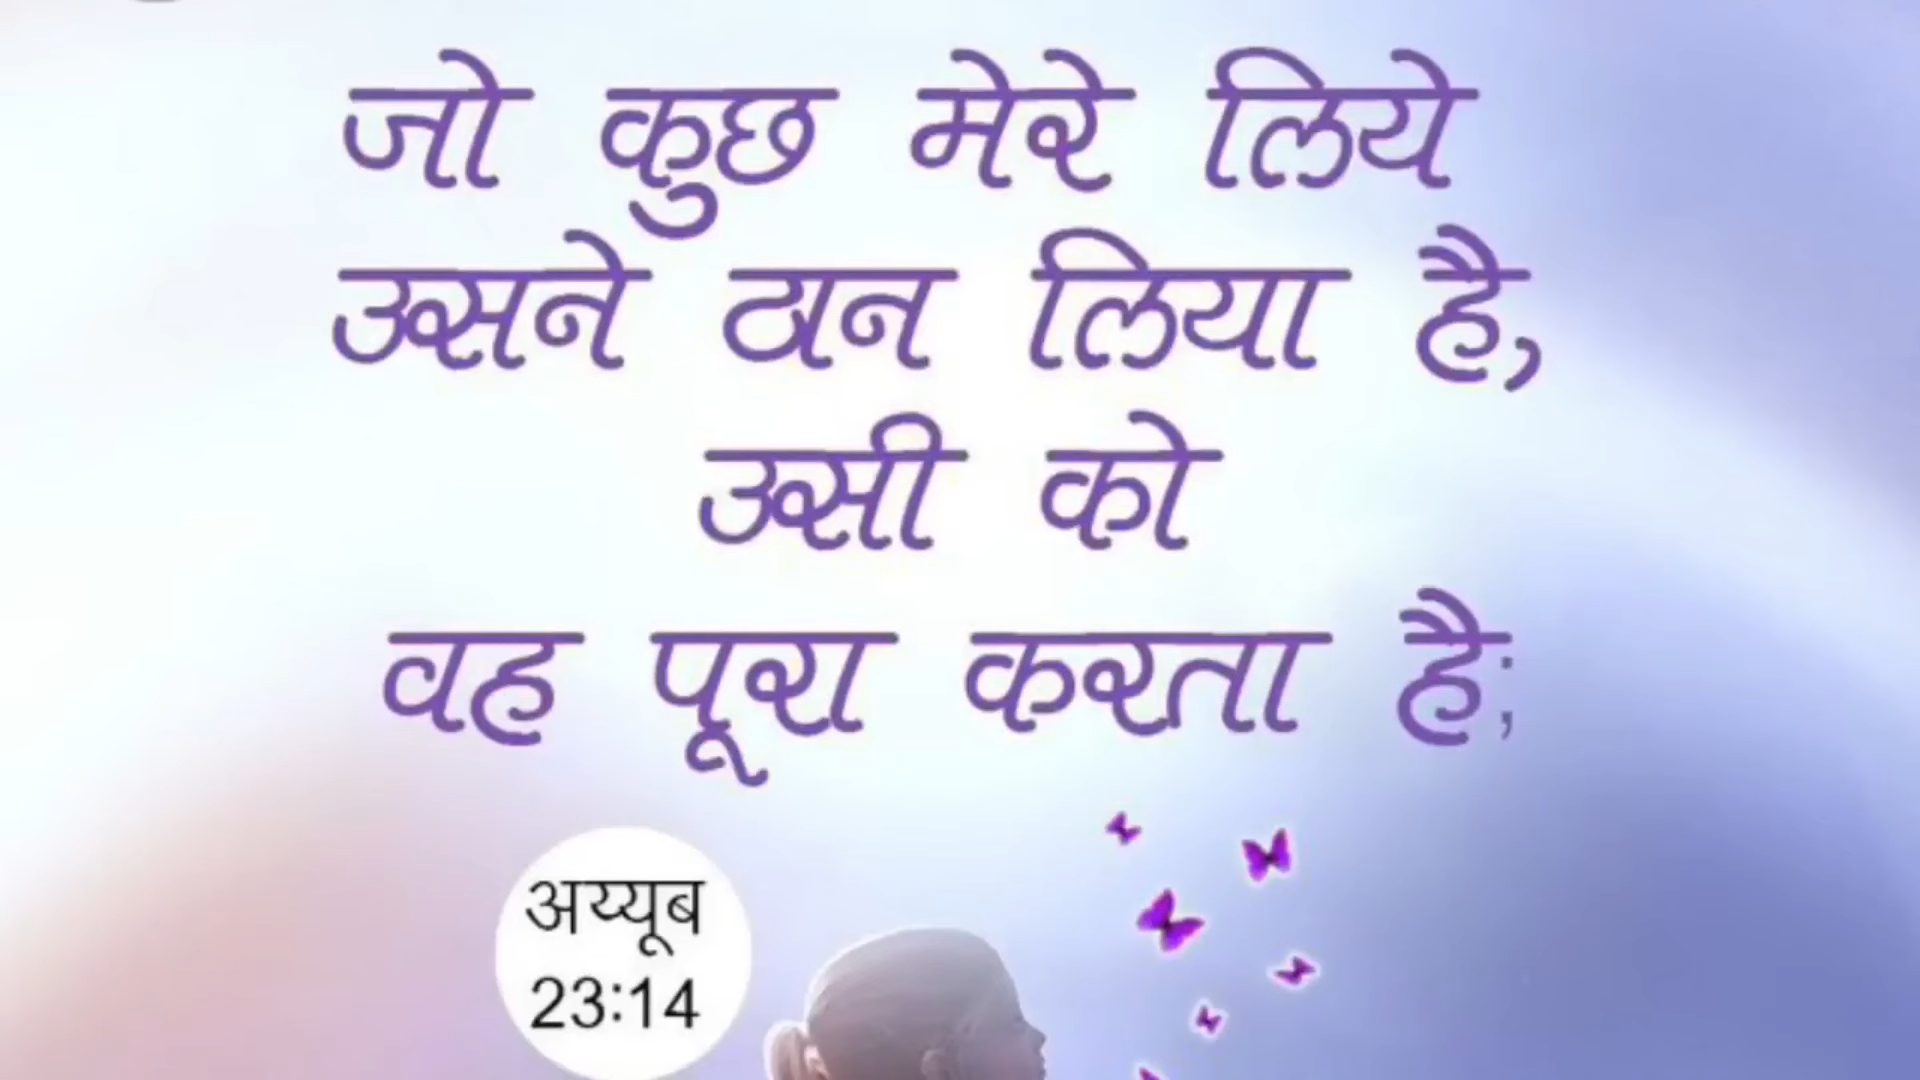 जो कुछ मेरे लिये
उसने ठान लिया है,
उसी को
वह पूरा करता है;
अय्यूब
23:14